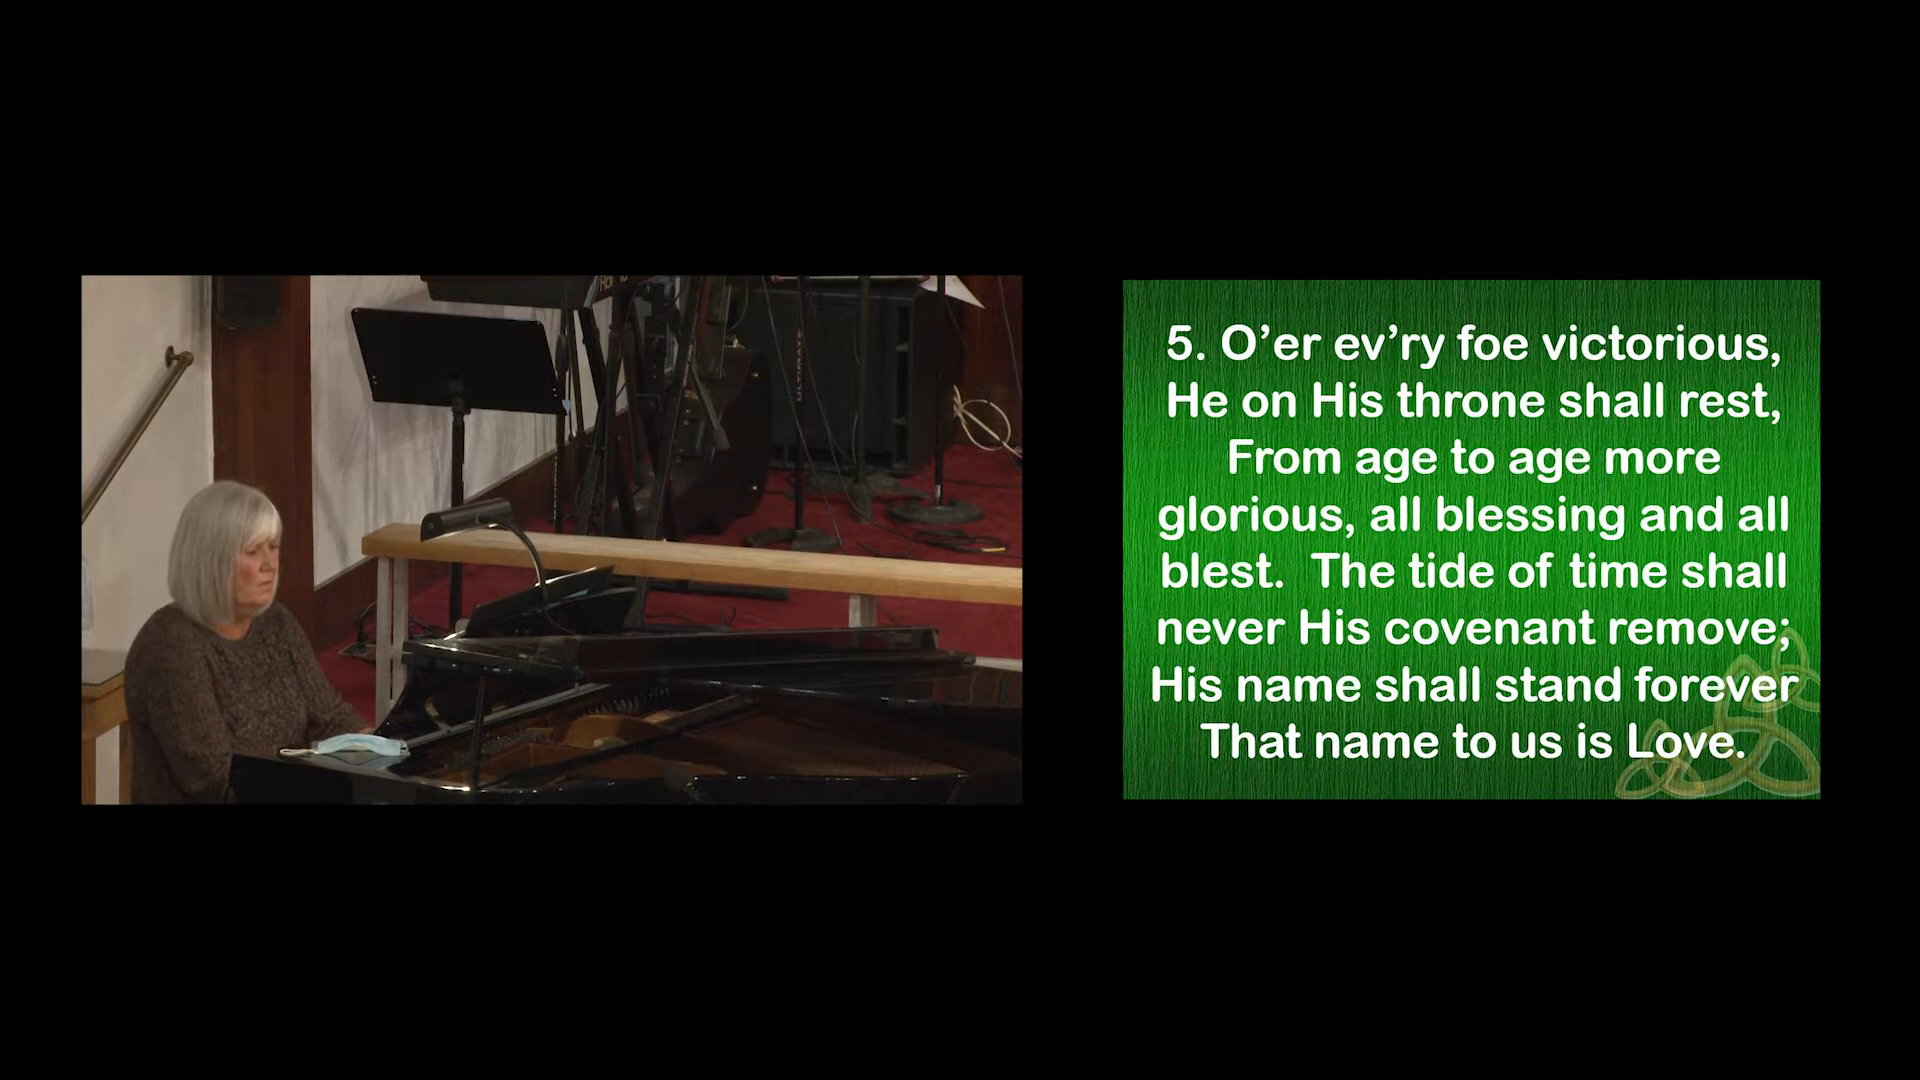 ULTIMATE
5. O’er ev’ry foe victorious,
He on His throne shall rest,
From age to age more
glorious, all blessing and all
blest.  The tide of time shall
never His covenant remove;
His name shall stand forever
That name to us is Love.